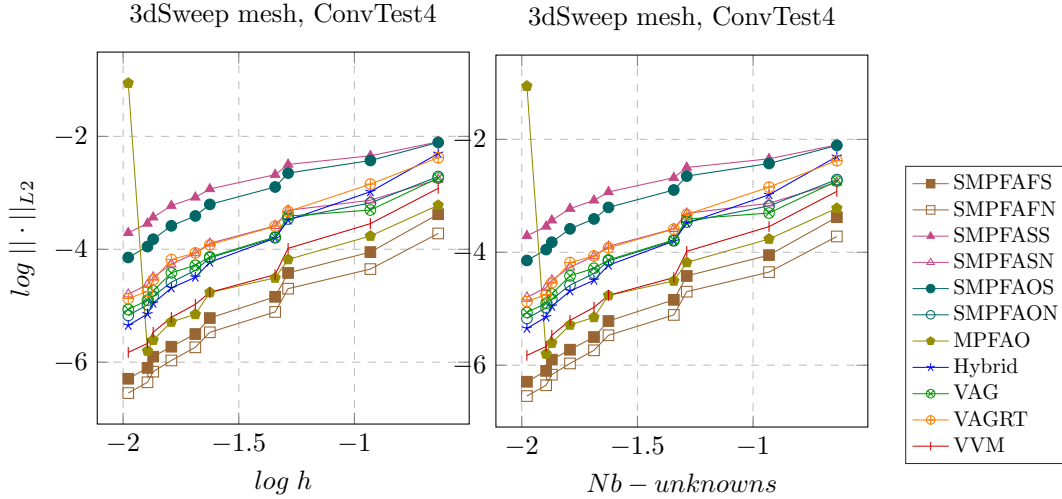 3dSweep mesh, ConvTest4
3dSweep mesh, ConvTest4
−2
−4
−6
log || · ||L2
−2
−4
−6
−2 −1.5 −1
−2 −1.5 −1
log h
Nb − unknowns
SMPFAFS
SMPFAFN
SMPFASS
SMPFASN
SMPFAOS
SMPFAON
MPFAO
Hybrid
VAG
VAGRT
VVM